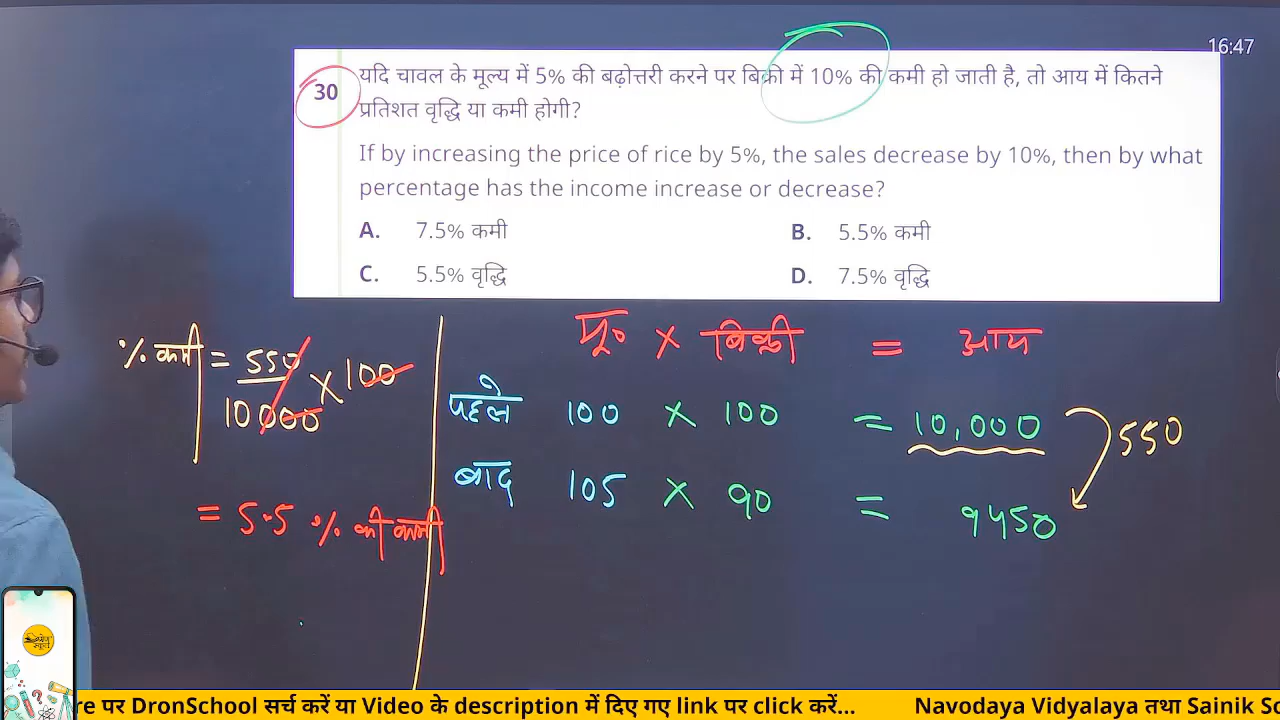 16:47
30
यदि चावल के मूल्य में 5% की बढ़ोत्तरी करने पर बिक्री में 10% की कमी हो जाती है, तो आय में कितने
प्रतिशत वृद्धि या कमी होगी?
If by increasing the price of rice by 5%, the sales decrease by 10%, then by what
percentage has the income increase or decrease?
A. 7.5% कमी
B. 5.5% कमी
C. 5.5% वृद्धि
D. 7.5% वृद्धि
मू० × बिक्री = आय
पहले 100 × 100 = 10,000
550
बाद 105 × 90 = 9450
% कमी = 550/10000 × 100
= 5.5 % की कमी
re पर DronSchool सर्च करें या Video के description में दिए गए link पर click करें... Navodaya Vidyalaya तथा Sainik Sc